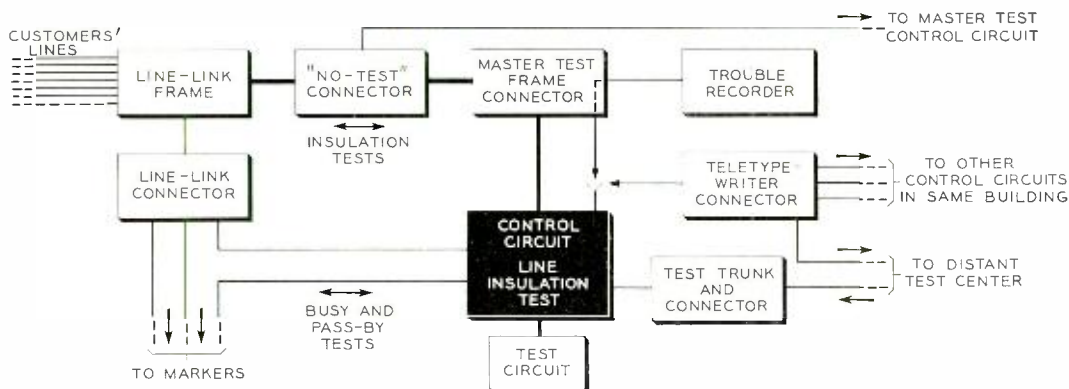 CUSTOMERS'
LINES
LINE-LINK
FRAME
"NO-TEST"
CONNECTOR
MASTER TEST
FRAME
CONNECTOR
TROUBLE
RECORDER
TO MASTER TEST
CONTROL CIRCUIT
INSULATION
TESTS
LINE-LINK
CONNECTOR
TELETYPE
WRITER
CONNECTOR
TO OTHER
CONTROL CIRCUITS
IN SAME BUILDING
CONTROL
CIRCUIT
LINE
INSULATION
TEST
TEST TRUNK
AND
CONNECTOR
TO DISTANT
TEST CENTER
BUSY AND
PASS-BY
TESTS
TEST
CIRCUIT
TO MARKERS